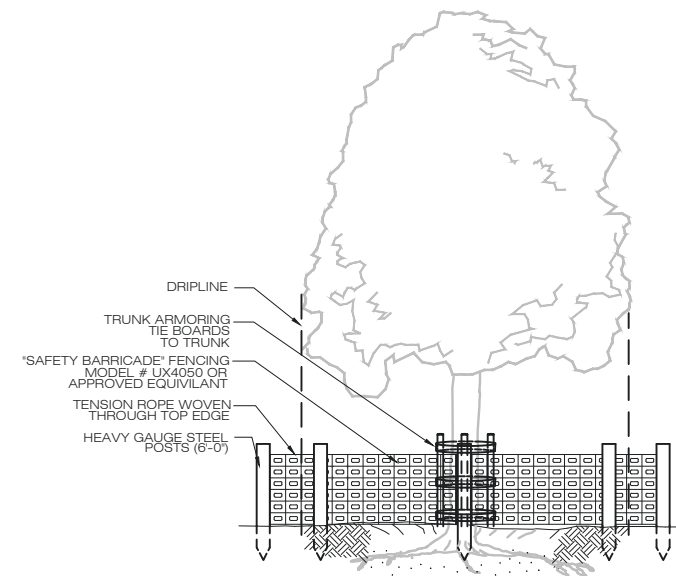 DRIPLINE
TRUNK ARMORING
TIE BOARDS
TO TRUNK
"SAFETY BARRICADE" FENCING
MODEL # UX4050 OR
APPROVED EQUIVILANT
TENSION ROPE WOVEN
THROUGH TOP EDGE
HEAVY GAUGE STEEL
POSTS (6'-0")